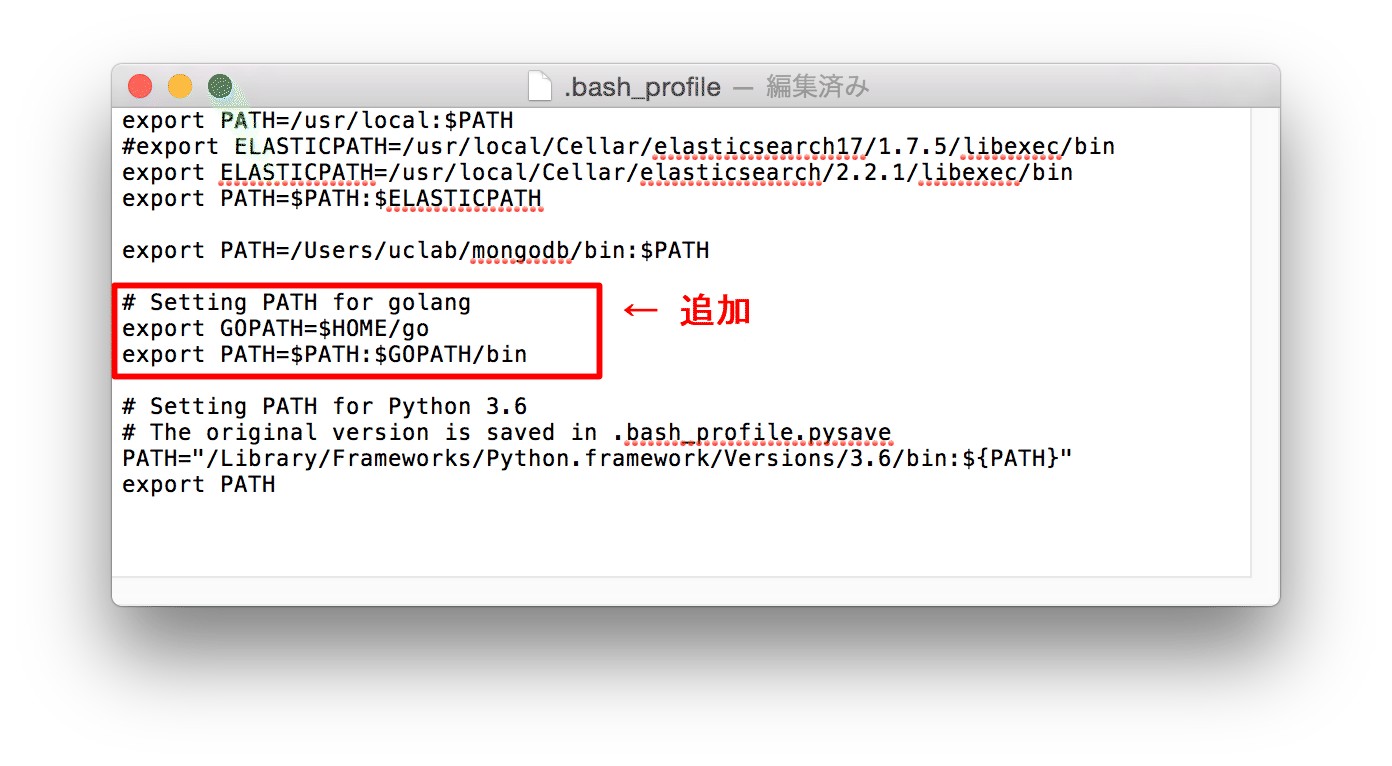 .bash_profile — 編集済み
export PATH=/usr/local:$PATH
#export ELASTICPATH=/usr/local/Cellar/elasticsearch17/1.7.5/libexec/bin
export ELASTICPATH=/usr/local/Cellar/elasticsearch/2.2.1/libexec/bin
export PATH=$PATH:$ELASTICPATH
export PATH=/Users/uclab/mongodb/bin:$PATH
# Setting PATH for golang
← 追加
export GOPATH=$HOME/go
export PATH=$PATH:$GOPATH/bin
# Setting PATH for Python 3.6
# The original version is saved in .bash_profile.pysave
PATH="/Library/Frameworks/Python.framework/Versions/3.6/bin:${PATH}"
export PATH